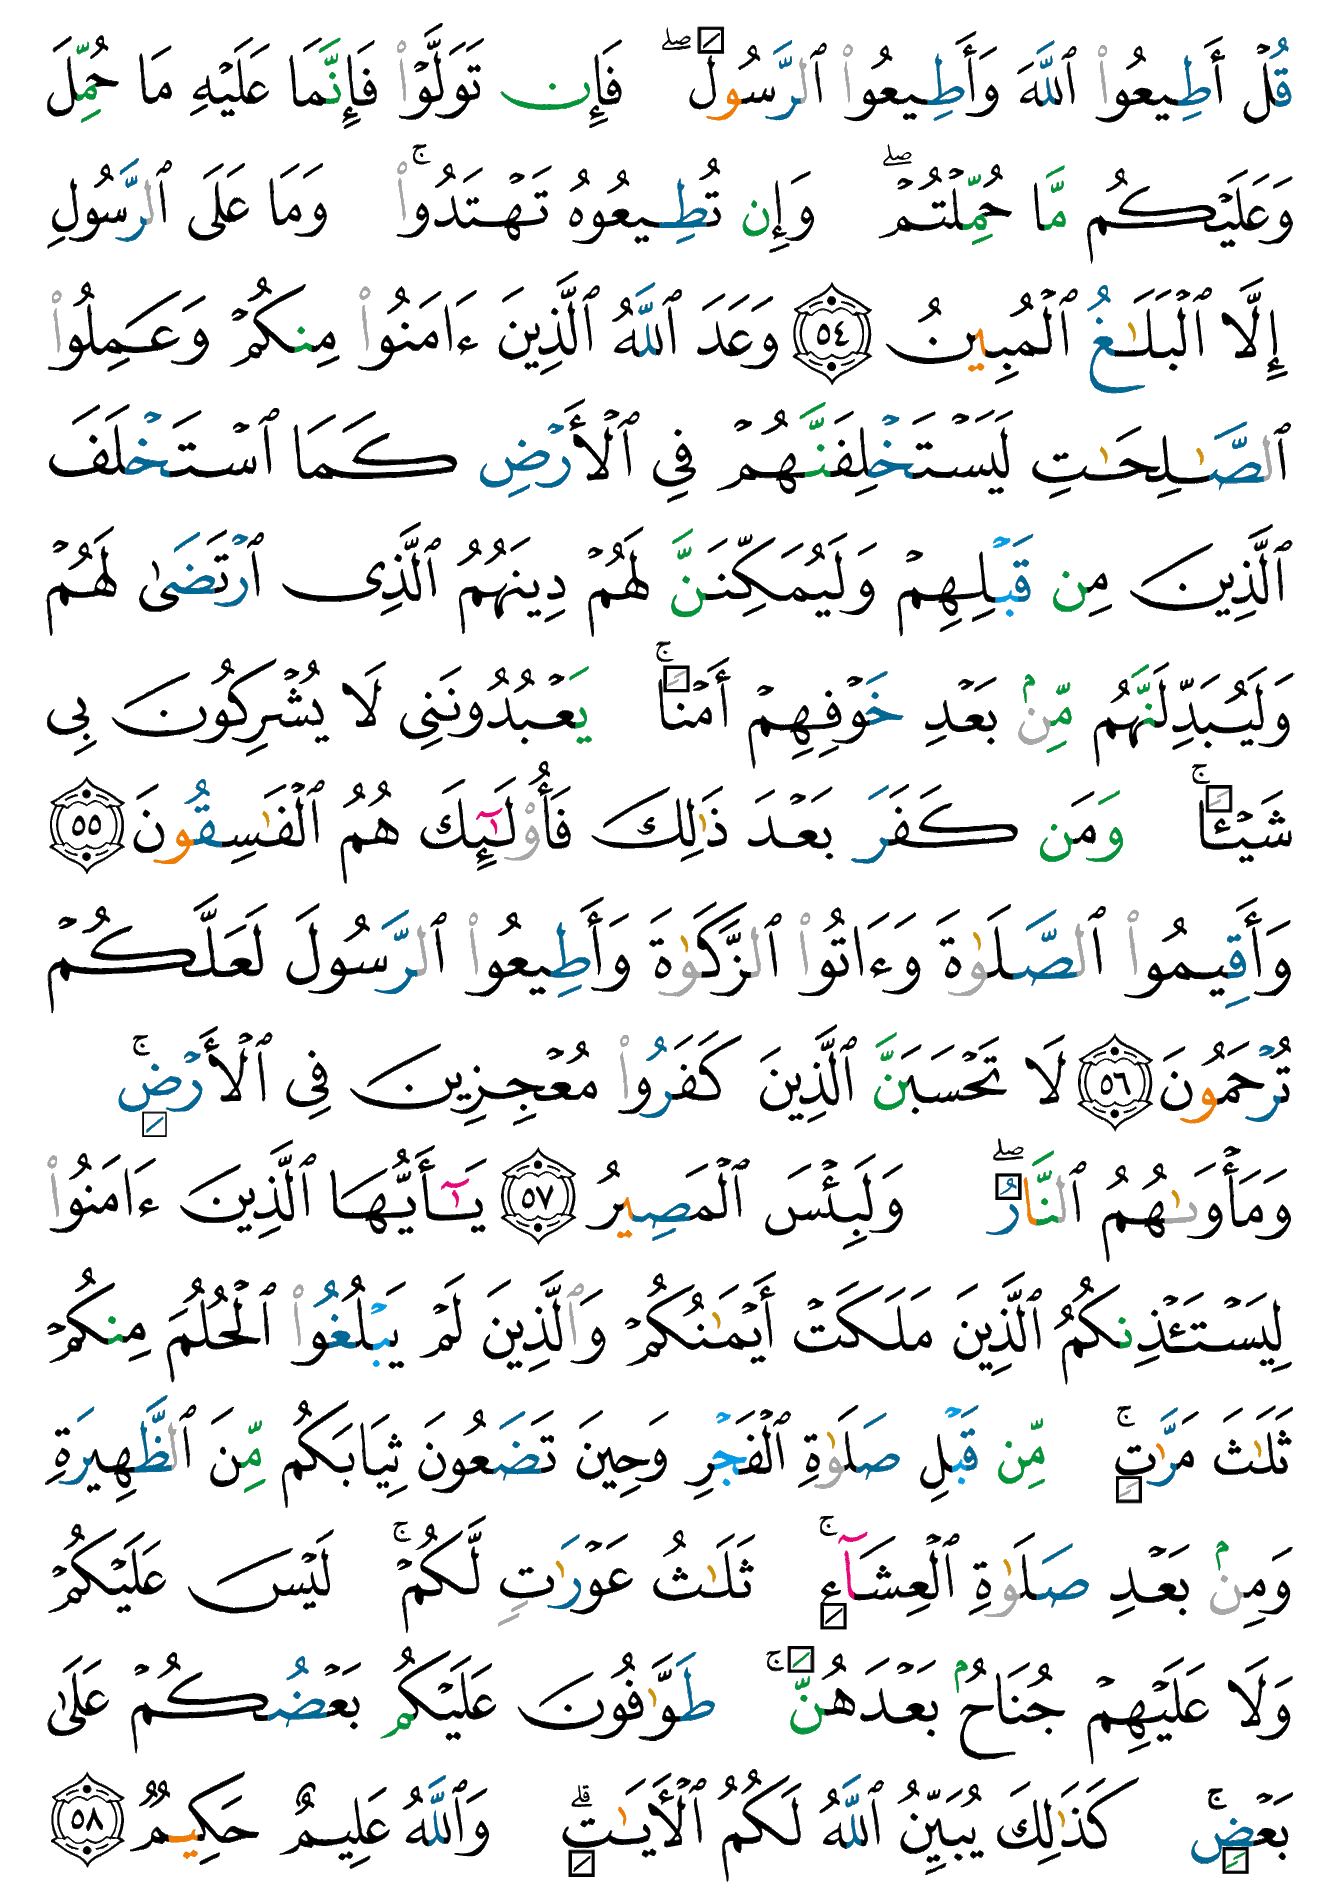 قُلۡ أَطِيعُواْ ٱللَّهَ وَأَطِيعُواْ ٱلرَّسُولَۖ فَإِن تَوَلَّوۡاْ فَإِنَّمَا عَلَيۡهِ مَا حُمِّلَ
وَعَلَيۡكُم مَّا حُمِّلۡتُمۡۖ وَإِن تُطِيعُوهُ تَهۡتَدُواْۚ وَمَا عَلَى ٱلرَّسُولِ
إِلَّا ٱلۡبَلَٰغُ ٱلۡمُبِينُ ٥٤ وَعَدَ ٱللَّهُ ٱلَّذِينَ ءَامَنُواْ مِنكُمۡ وَعَمِلُواْ
ٱلصَّٰلِحَٰتِ لَيَسۡتَخۡلِفَنَّهُمۡ فِي ٱلۡأَرۡضِ كَمَا ٱسۡتَخۡلَفَ
ٱلَّذِينَ مِن قَبۡلِهِمۡ وَلَيُمَكِّنَنَّ لَهُمۡ دِينَهُمُ ٱلَّذِي ٱرۡتَضَىٰ لَهُمۡ
وَلَيُبَدِّلَنَّهُم مِّنۢ بَعۡدِ خَوۡفِهِمۡ أَمۡنٗاۚ يَعۡبُدُونَنِي لَا يُشۡرِكُونَ بِي
شَيۡـٔٗاۚ وَمَن كَفَرَ بَعۡدَ ذَٰلِكَ فَأُوْلَٰٓئِكَ هُمُ ٱلۡفَٰسِقُونَ ٥٥
وَأَقِيمُواْ ٱلصَّلَوٰةَ وَءَاتُواْ ٱلزَّكَوٰةَ وَأَطِيعُواْ ٱلرَّسُولَ لَعَلَّكُمۡ
تُرۡحَمُونَ ٥٦ لَا تَحۡسَبَنَّ ٱلَّذِينَ كَفَرُواْ مُعۡجِزِينَ فِي ٱلۡأَرۡضِۚ
وَمَأۡوَىٰهُمُ ٱلنَّارُۖ وَلَبِئۡسَ ٱلۡمَصِيرُ ٥٧ يَٰٓأَيُّهَا ٱلَّذِينَ ءَامَنُواْ
لِيَسۡتَـٔۡذِنكُمُ ٱلَّذِينَ مَلَكَتۡ أَيۡمَٰنُكُمۡ وَٱلَّذِينَ لَمۡ يَبۡلُغُواْ ٱلۡحُلُمَ مِنكُمۡ
ثَلَٰثَ مَرَّٰتٖۚ مِّن قَبۡلِ صَلَوٰةِ ٱلۡفَجۡرِ وَحِينَ تَضَعُونَ ثِيَابَكُم مِّنَ ٱلظَّهِيرَةِ
وَمِنۢ بَعۡدِ صَلَوٰةِ ٱلۡعِشَآءِۚ ثَلَٰثُ عَوۡرَٰتٖ لَّكُمۡۚ لَيۡسَ عَلَيۡكُمۡ
وَلَا عَلَيۡهِمۡ جُنَاحُۢ بَعۡدَهُنَّۚ طَوَّٰفُونَ عَلَيۡكُم بَعۡضُكُمۡ عَلَىٰ
بَعۡضٖۚ كَذَٰلِكَ يُبَيِّنُ ٱللَّهُ لَكُمُ ٱلۡأٓيَٰتِۗ وَٱللَّهُ عَلِيمٌ حَكِيمٞ ٥٨